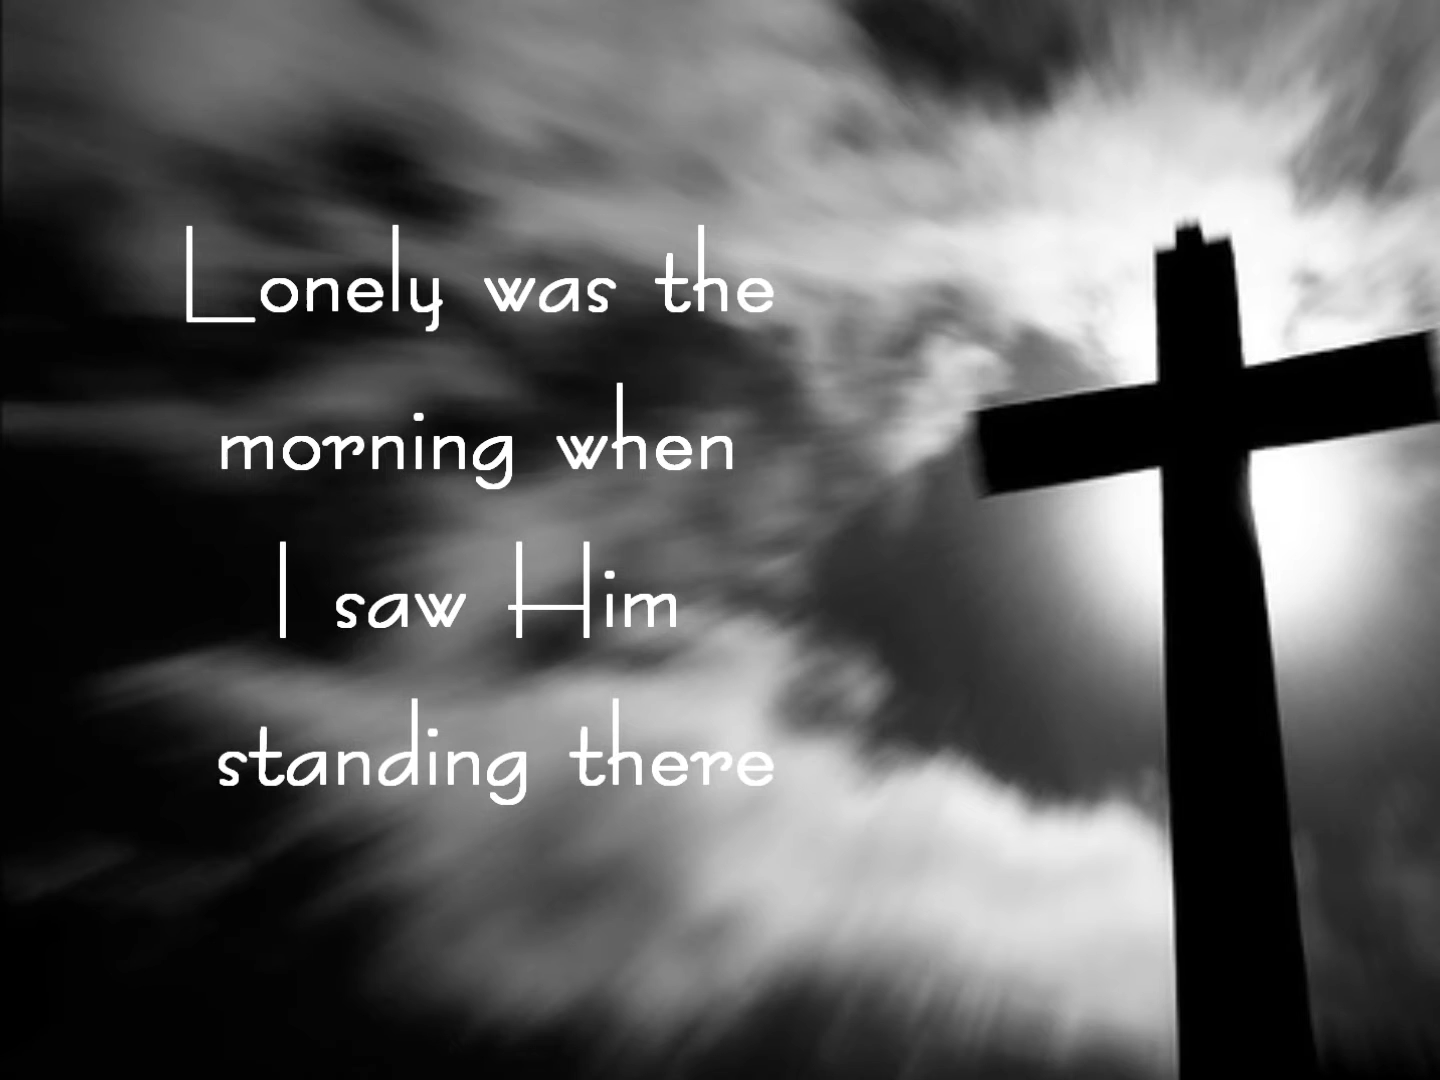 Lonely was the
morning when
I saw Him
standing there